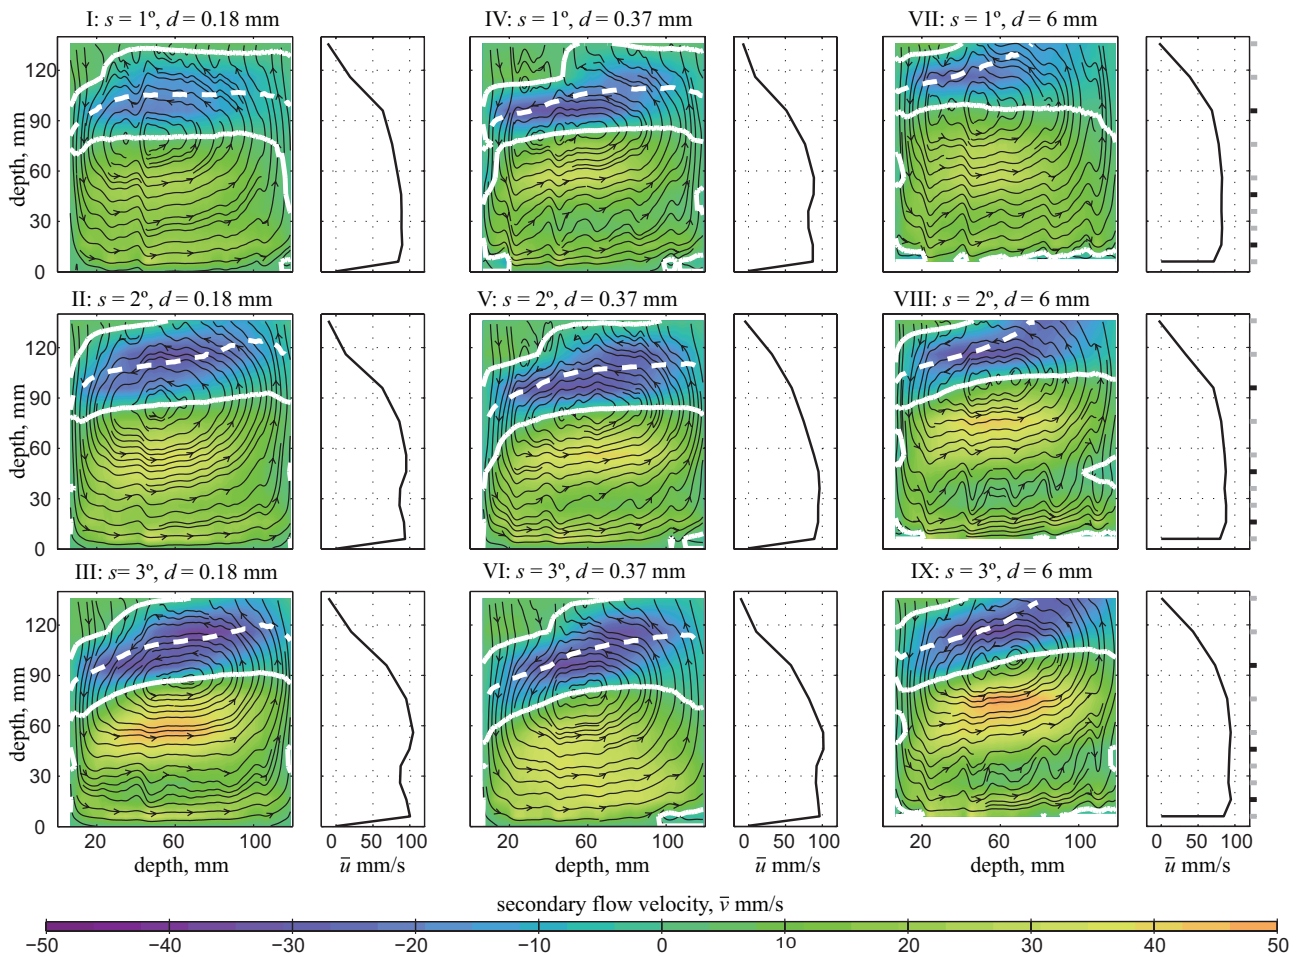 I: s = 1º, d = 0.18 mm
IV: s = 1º, d = 0.37 mm
VII: s = 1º, d = 6 mm
depth, mm
120
90
60
30
0
II: s = 2º, d = 0.18 mm
V: s = 2º, d = 0.37 mm
VIII: s = 2º, d = 6 mm
depth, mm
120
90
60
30
0
III: s= 3º, d = 0.18 mm
VI: s = 3º, d = 0.37 mm
IX: s = 3º, d = 6 mm
depth, mm
120
90
60
30
0
20 60 100 0 50 100 20 60 100 0 50 100 20 60 100 0 50 100
depth, mm
u̅ mm/s
depth, mm
u̅ mm/s
depth, mm
u̅ mm/s
secondary flow velocity, v̅ mm/s
−50 −40 −30 −20 −10 0 10 20 30 40 50